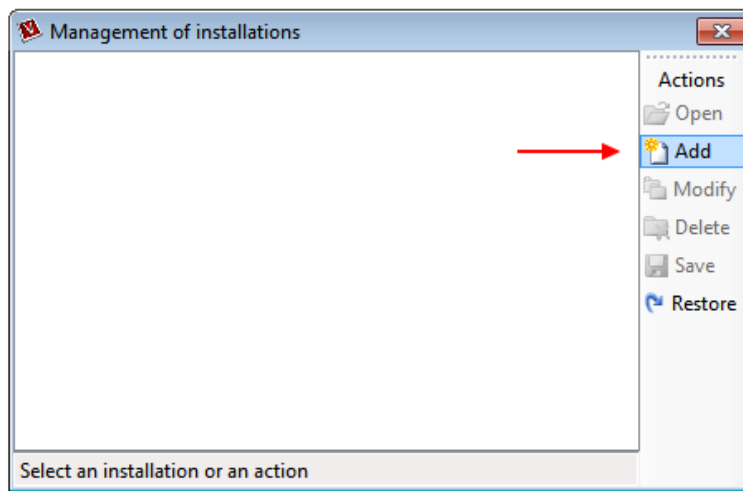 Management of installations
Actions
Open
Add
Modify
Delete
Save
Restore
Select an installation or an action